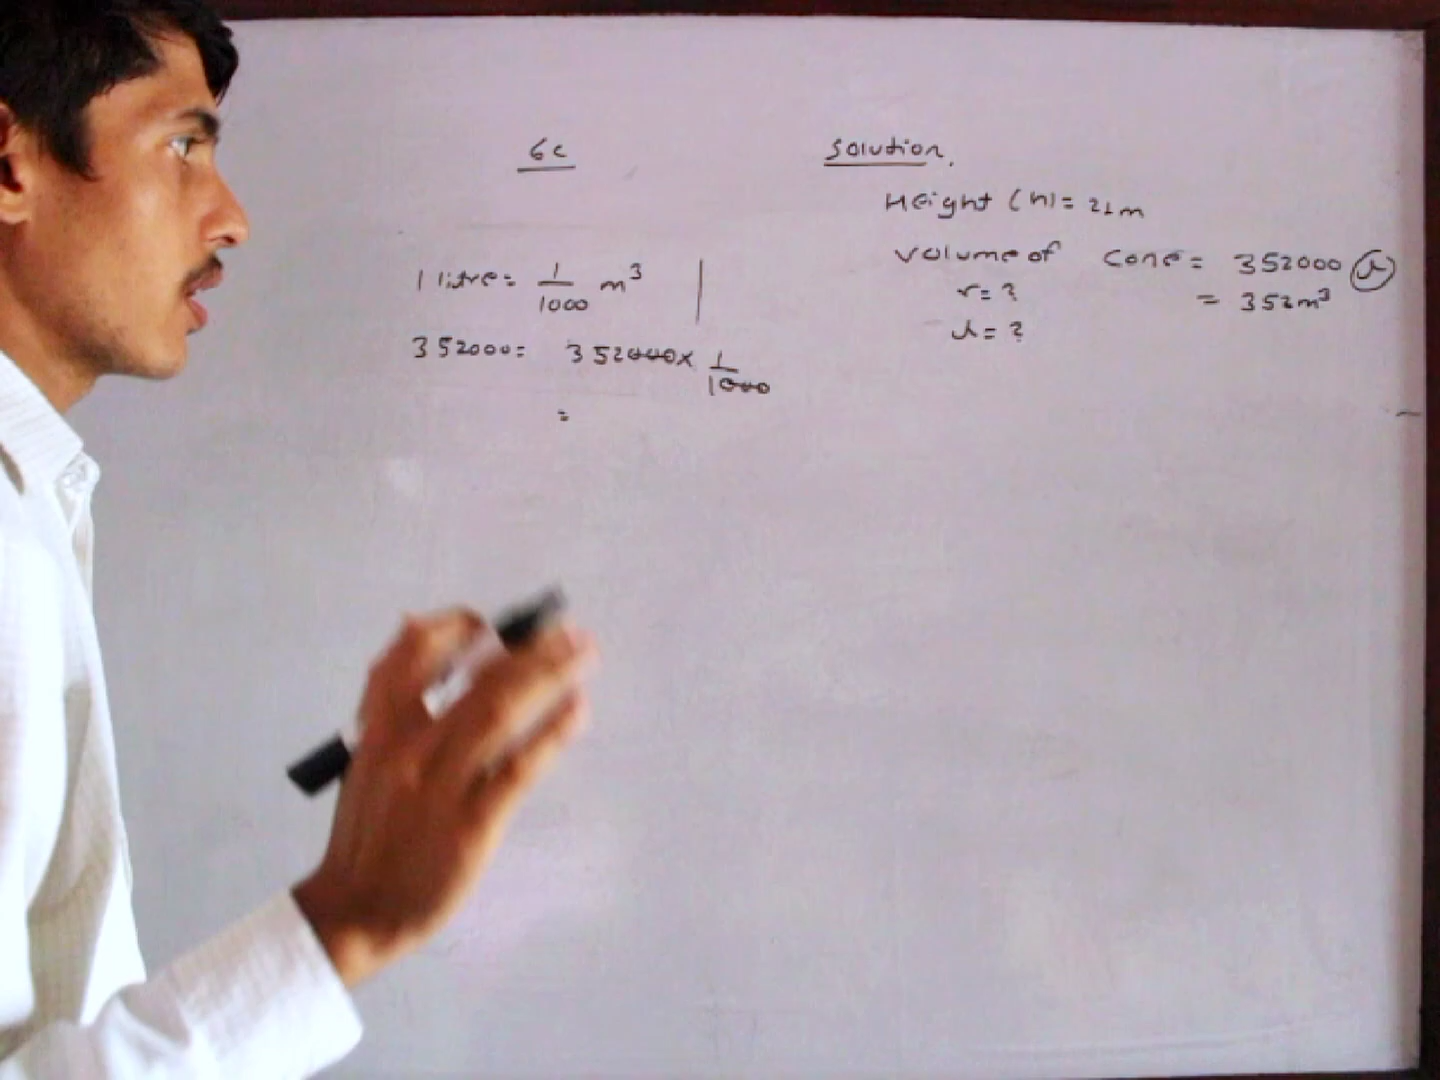 6c
1 litre = 1/1000 m³
352000 = 352000 × 1/1000
=
Solution.
Height (h) = 21m
volume of cone = 352000 l
= 352m³
r = ?
l = ?